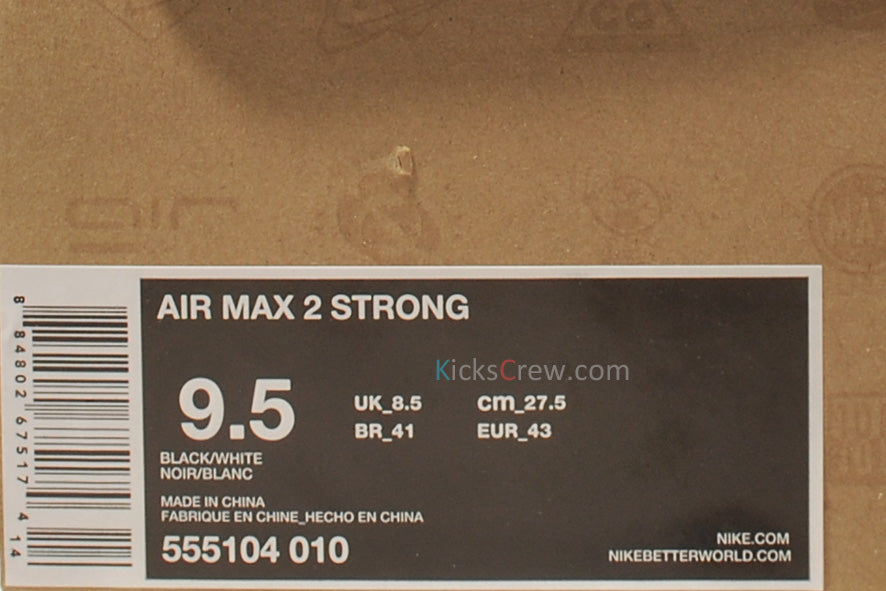 AIR MAX 2 STRONG
KicksCrew.com
9.5
UK_8.5 cm_27.5
BR_41 EUR_43
BLACK/WHITE
NOIR/BLANC
MADE IN CHINA
FABRIQUE EN CHINE_HECHO EN CHINA
555104 010
NIKE.COM
NIKEBETTERWORLD.COM
8 84802 67517 4 14